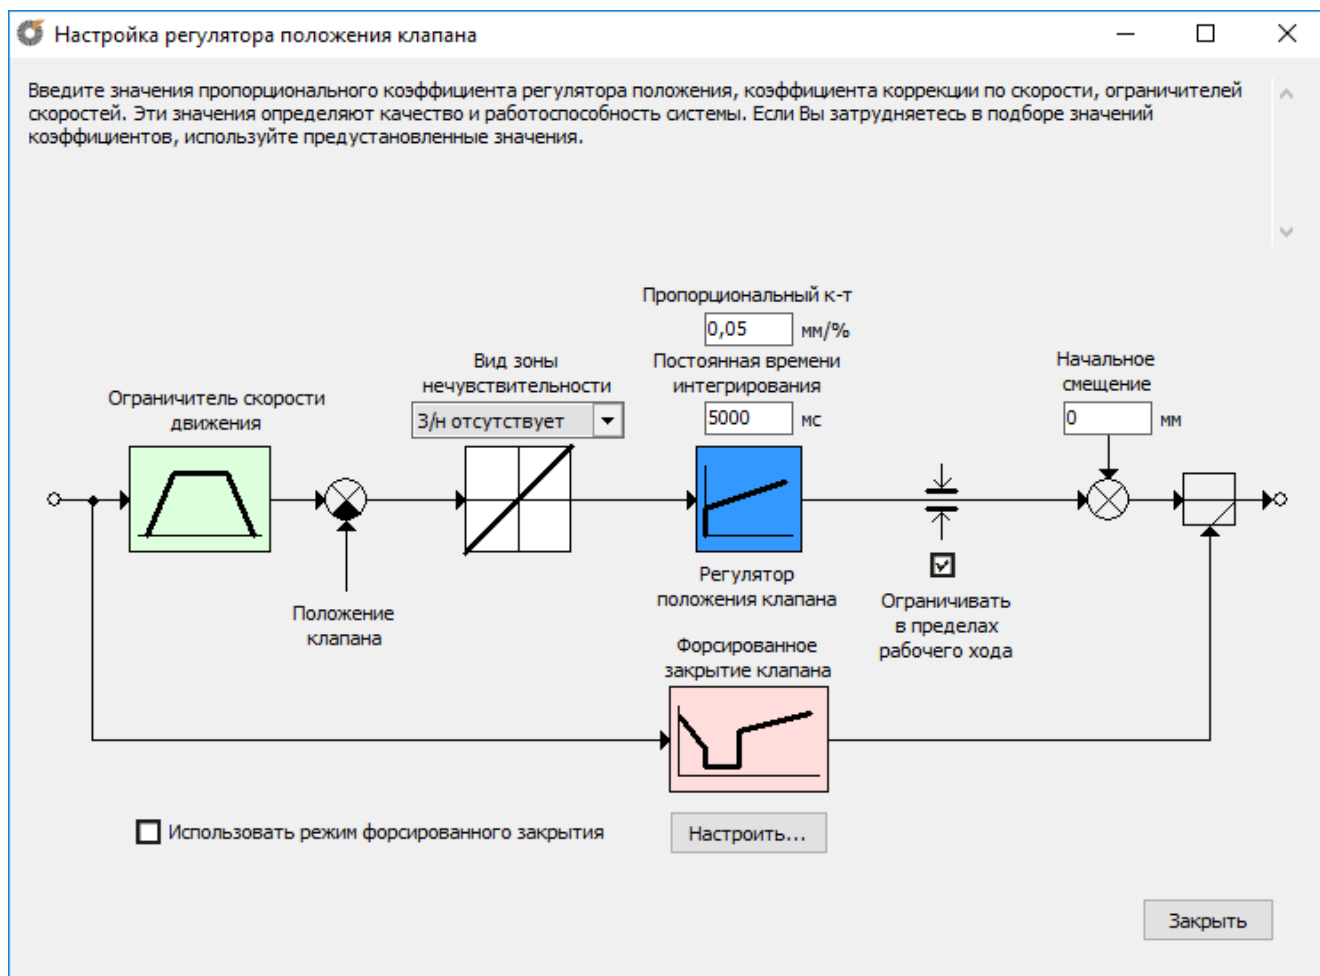 Настройка регулятора положения клапана
Введите значения пропорционального коэффициента регулятора положения, коэффициента коррекции по скорости, ограничителей
скоростей. Эти значения определяют качество и работоспособность системы. Если Вы затрудняетесь в подборе значений
коэффициентов, используйте предустановленные значения.
Пропорциональный к-т
0,05 мм/%
Постоянная времени
интегрирования
5000 мс
Вид зоны
нечувствительности
З/н отсутствует
Начальное
смещение
0 мм
Ограничитель скорости
движения
Положение
клапана
Регулятор
положения клапана
Ограничивать
в пределах
рабочего хода
Форсированное
закрытие клапана
Использовать режим форсированного закрытия
Настроить...
Закрыть